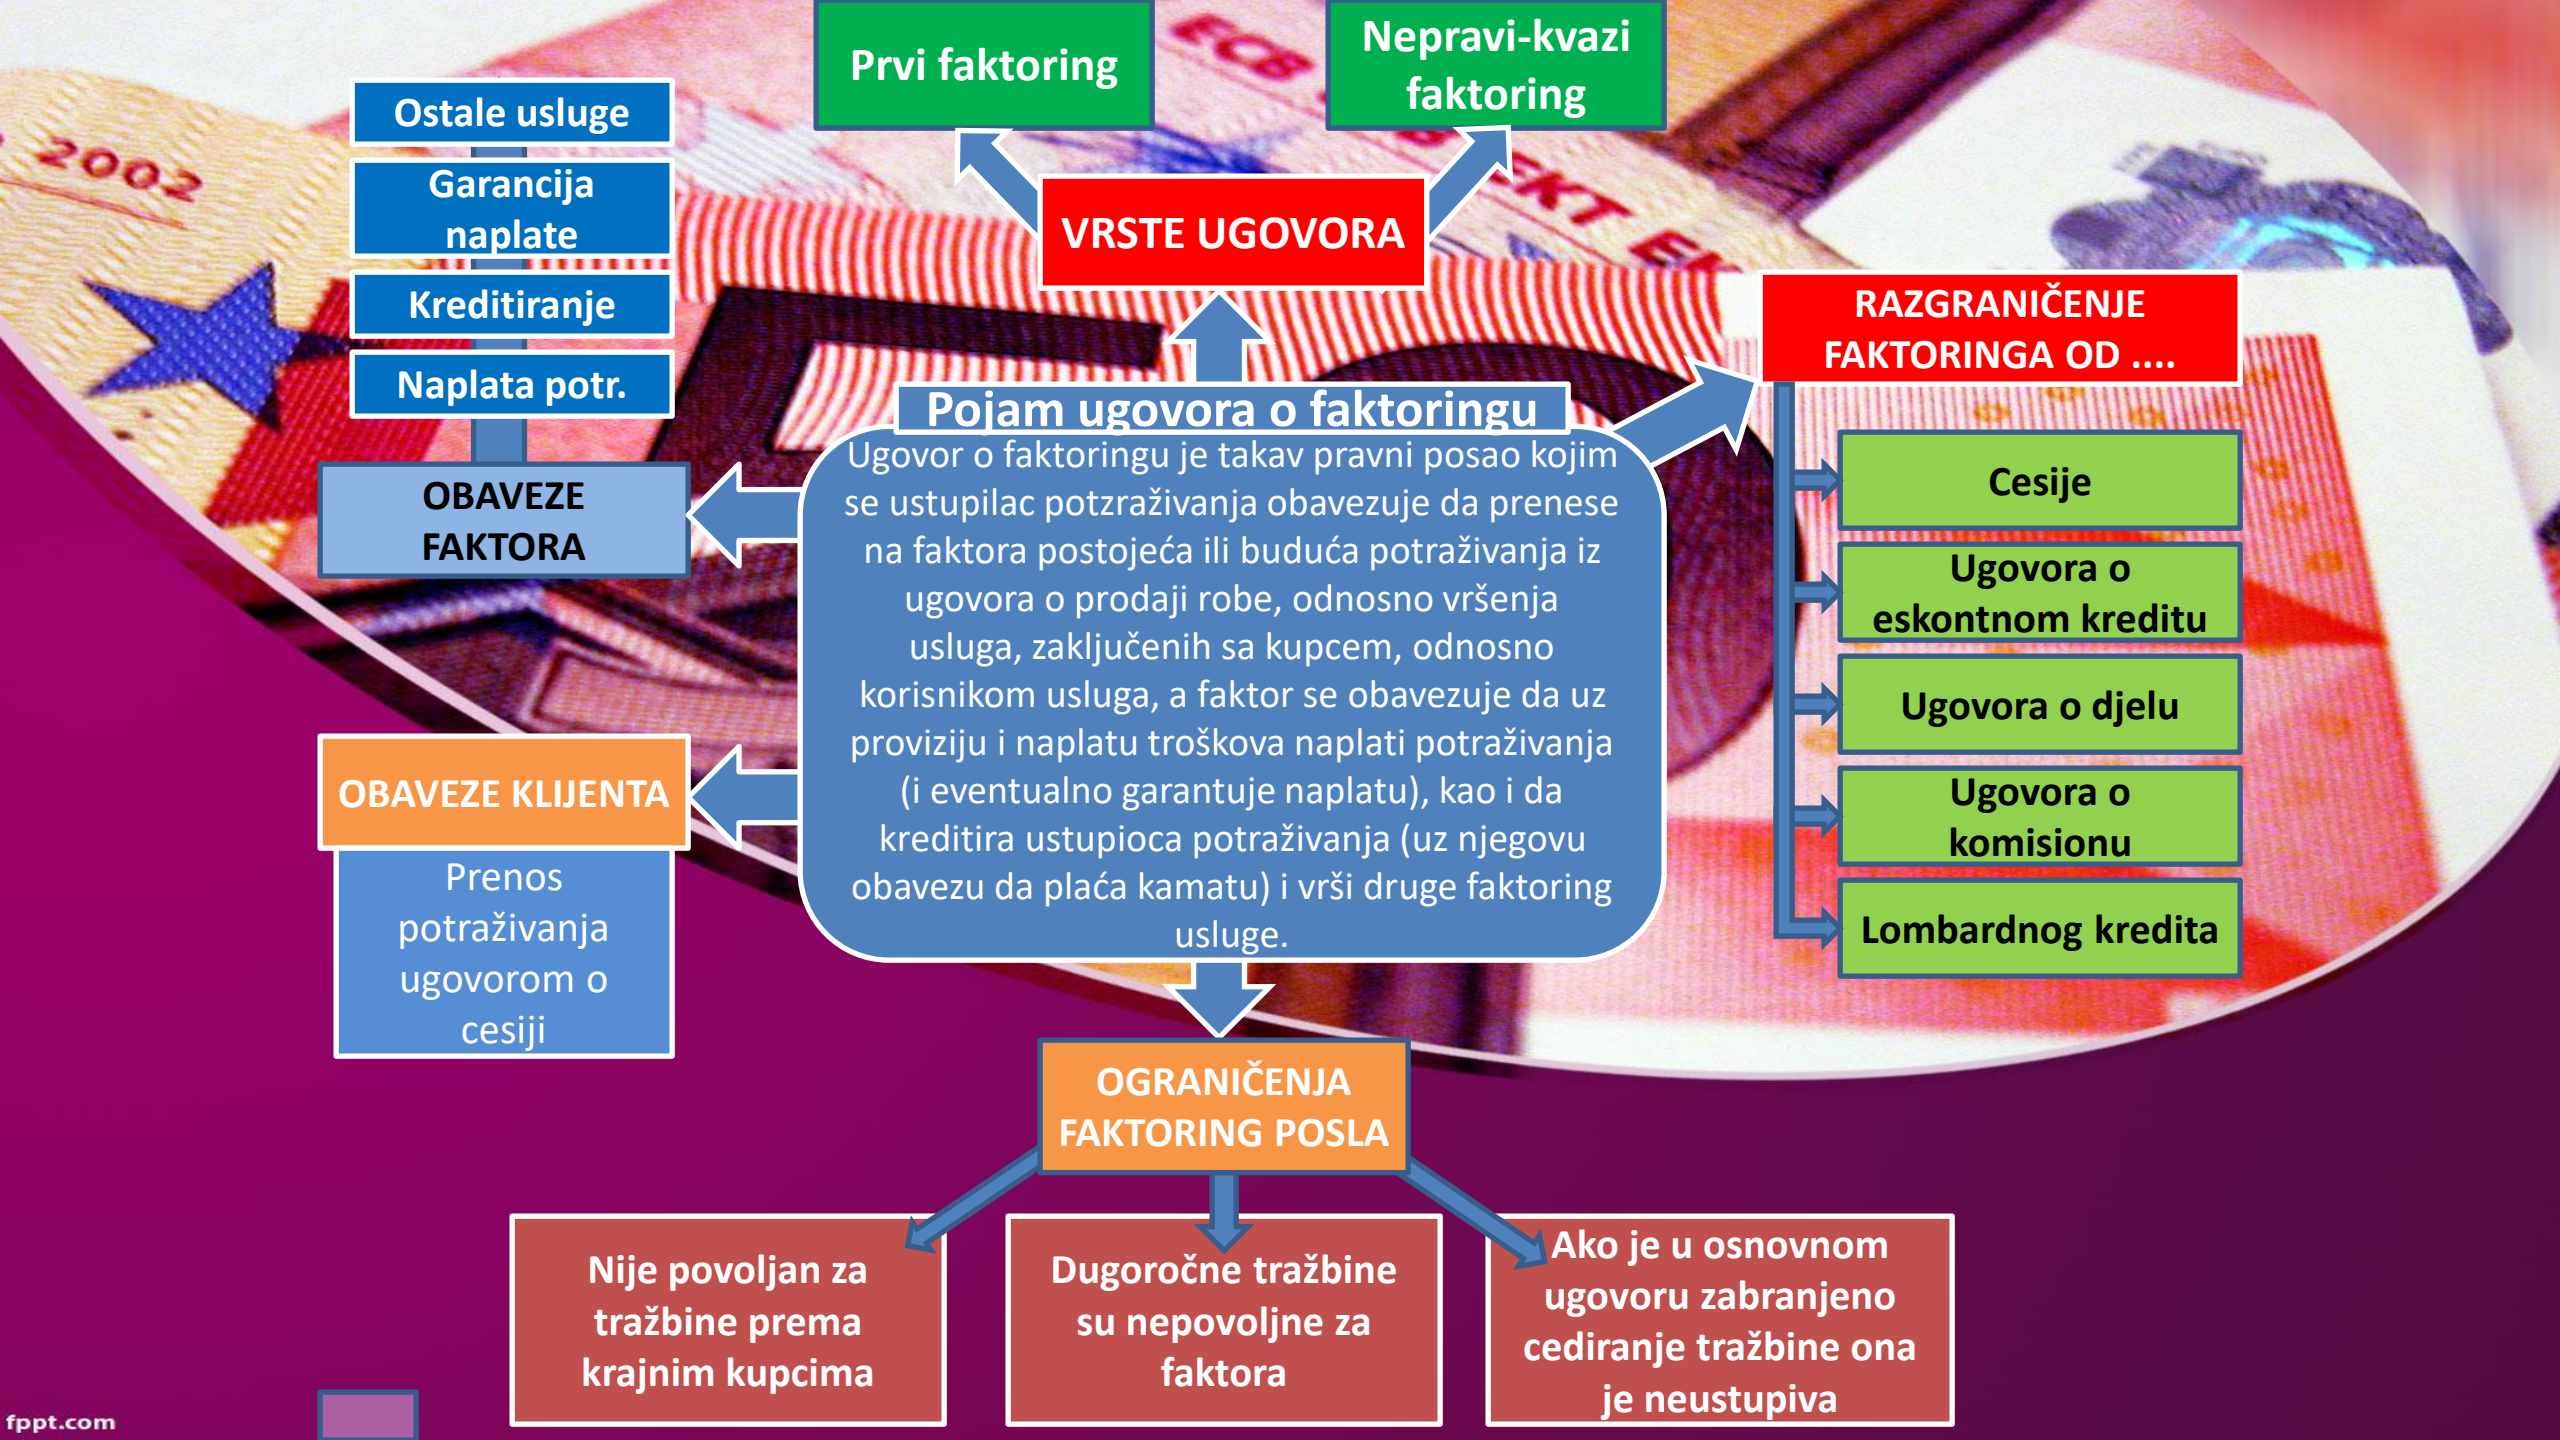 Prvi faktoring
Nepravi-kvazi
faktoring
Ostale usluge
Garancija
naplate
Kreditiranje
Naplata potr.
OBAVEZE
FAKTORA
VRSTE UGOVORA
RAZGRANIČENJE
FAKTORINGA OD ....
Cesije
Ugovora o
eskontnom kreditu
Ugovora o djelu
Ugovora o
komisionu
Lombardnog kredita
Pojam ugovora o faktoringu
Ugovor o faktoringu je takav pravni posao kojim
se ustupilac potzraživanja obavezuje da prenese
na faktora postojeća ili buduća potraživanja iz
ugovora o prodaji robe, odnosno vršenja
usluga, zaključenih sa kupcem, odnosno
korisnikom usluga, a faktor se obavezuje da uz
proviziju i naplatu troškova naplati potraživanja
(i eventualno garantuje naplatu), kao i da
kreditira ustupioca potraživanja (uz njegovu
obavezu da plaća kamatu) i vrši druge faktoring
usluge.
OBAVEZE KLIJENTA
Prenos
potraživanja
ugovorom o
cesiji
OGRANIČENJA
FAKTORING POSLA
Nije povoljan za
tražbine prema
krajnim kupcima
Dugoročne tražbine
su nepovoljne za
faktora
Ako je u osnovnom
ugovoru zabranjeno
cediranje tražbine ona
je neustupiva
2002
ECB
EKT
fppt.com